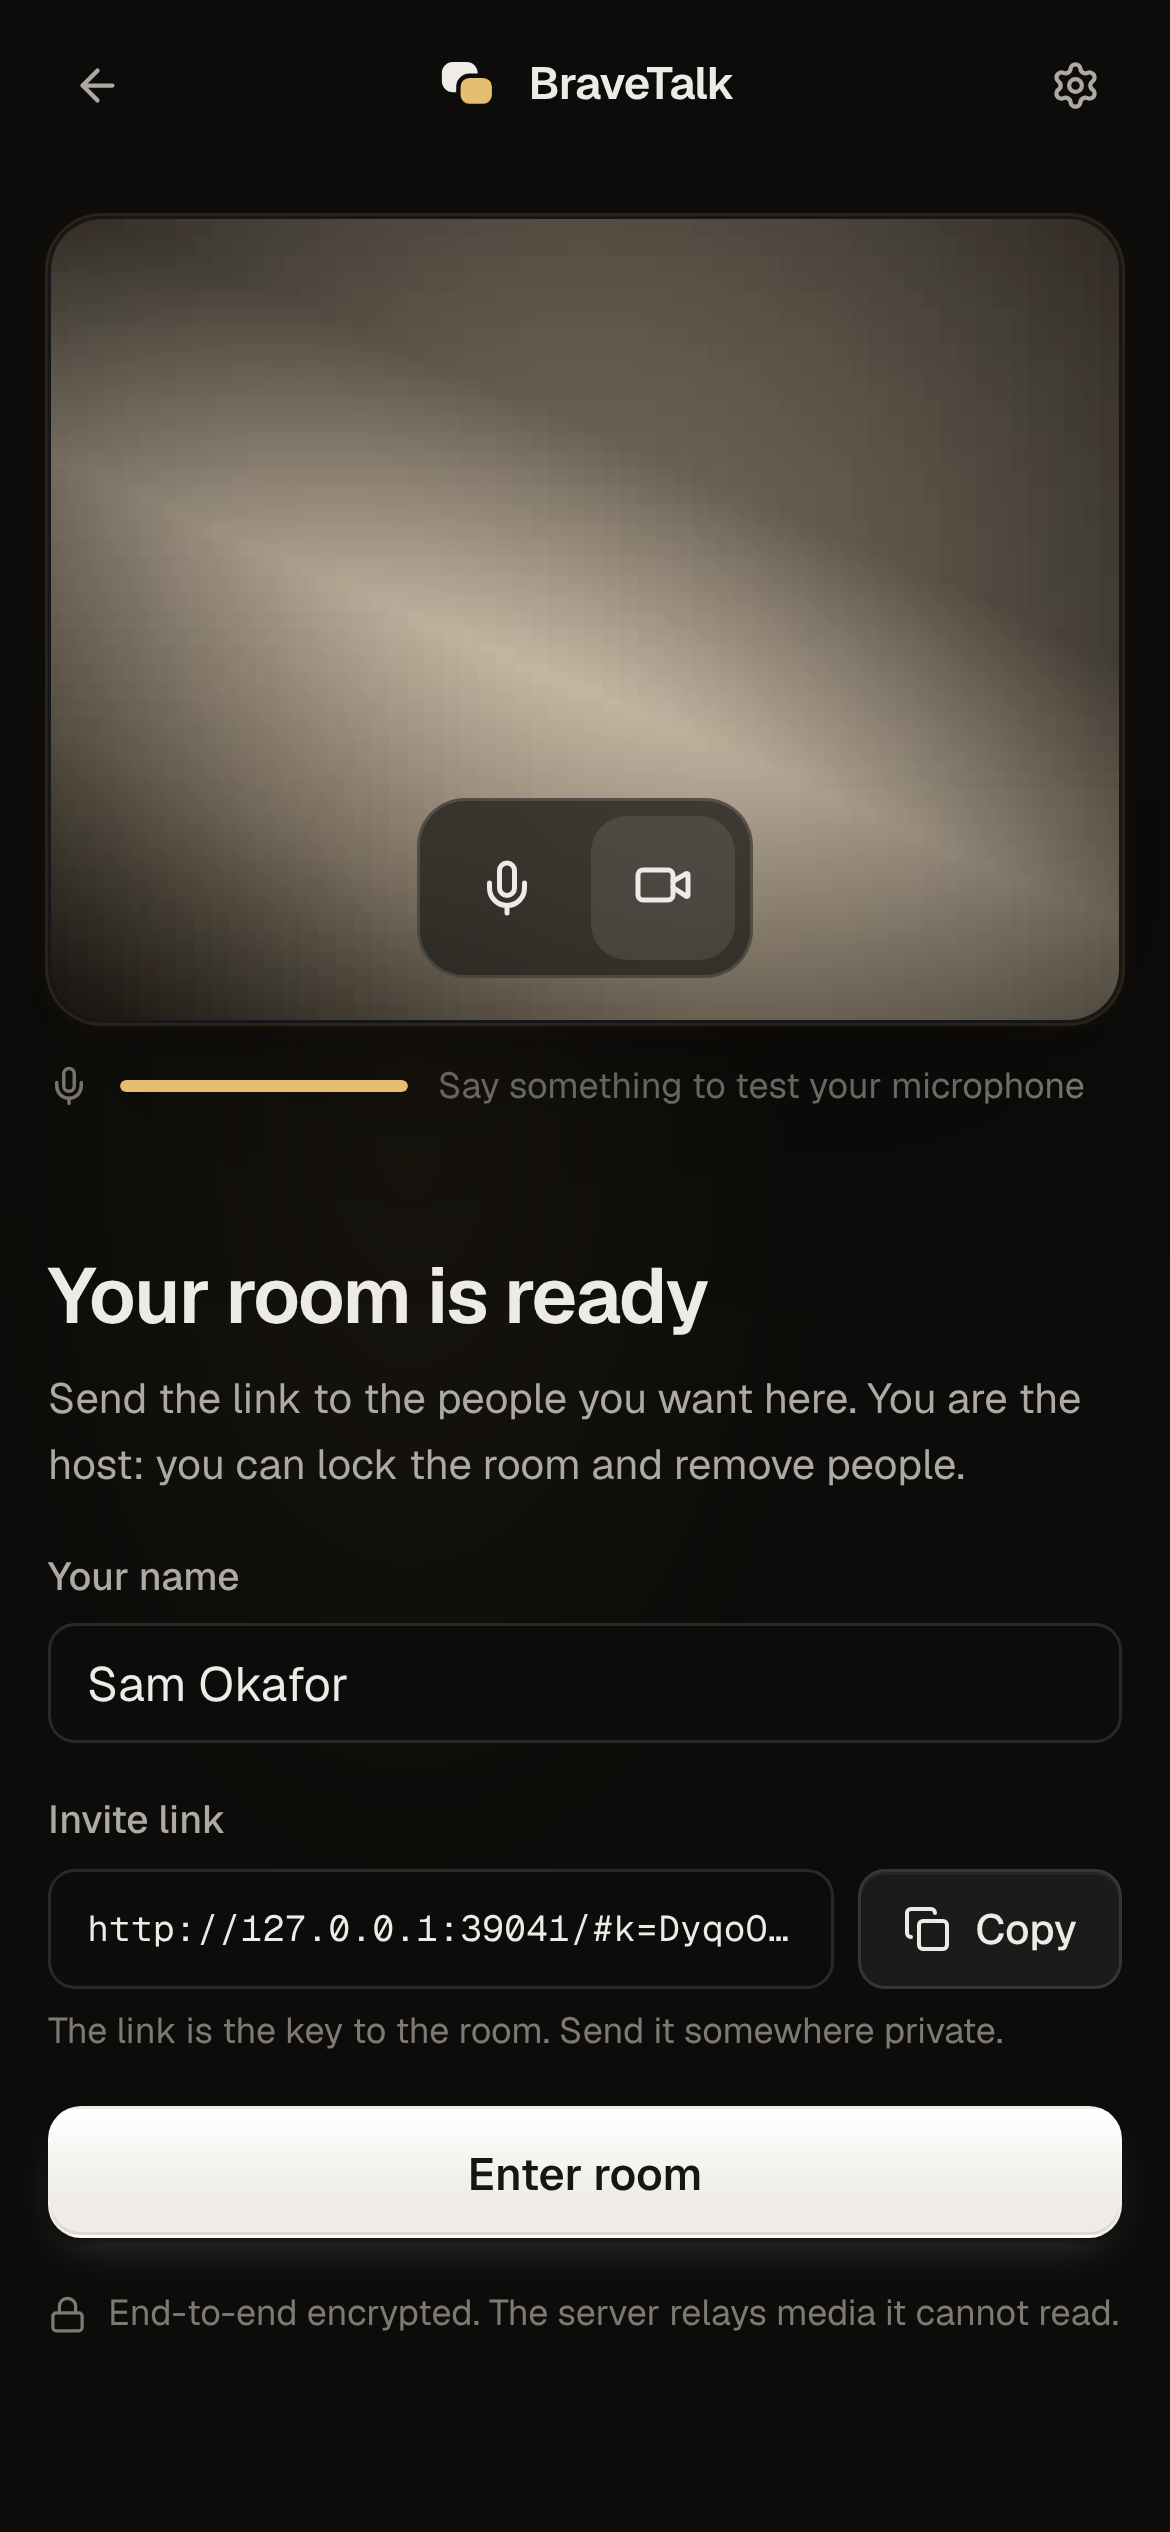 BraveTalk
Say something to test your microphone
Your room is ready
Send the link to the people you want here. You are the
host: you can lock the room and remove people.
Your name
Sam Okafor
Invite link
http://127.0.0.1:39041/#k=DyqoO…
Copy
The link is the key to the room. Send it somewhere private.
Enter room
End-to-end encrypted. The server relays media it cannot read.